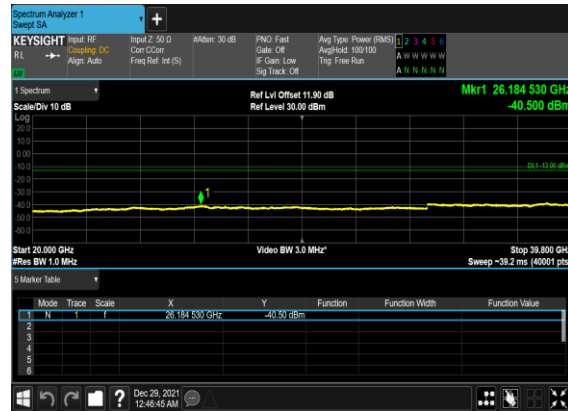 Spectrum Analyzer 1
Swept SA
KEYSIGHT
RL
Input: RF
Coupling: DC
Align: Auto
Input Z: 50 Ω
Corr CCorr
Freq Ref: Int (S)
#Atten: 30 dB
PNO: Fast
Gate: Off
IF Gain: Low
Sig Track: Off
Avg Type: Power (RMS)
Avg|Hold: 100/100
Trig: Free Run
1 2 3 4 5 6
A W W W W W
A N N N N N
1 Spectrum
Scale/Div 10 dB
Ref Lvl Offset 11.90 dB
Ref Level 30.00 dBm
Mkr1 26.184 530 GHz
-40.500 dBm
Log
20.0
10.0
0.00
-10.0
-20.0
-30.0
-40.0
-50.0
-60.0
DL1 -13.00 dBm
1
Start 20.000 GHz
#Res BW 1.0 MHz
Video BW 3.0 MHz*
Stop 39.800 GHz
Sweep ~39.2 ms (40001 pts)
5 Marker Table
Mode Trace Scale X Y Function Function Width Function Value
1 N 1 f 26.184 530 GHz -40.50 dBm
2
3
4
5
6
Dec 29, 2021
12:46:45 AM